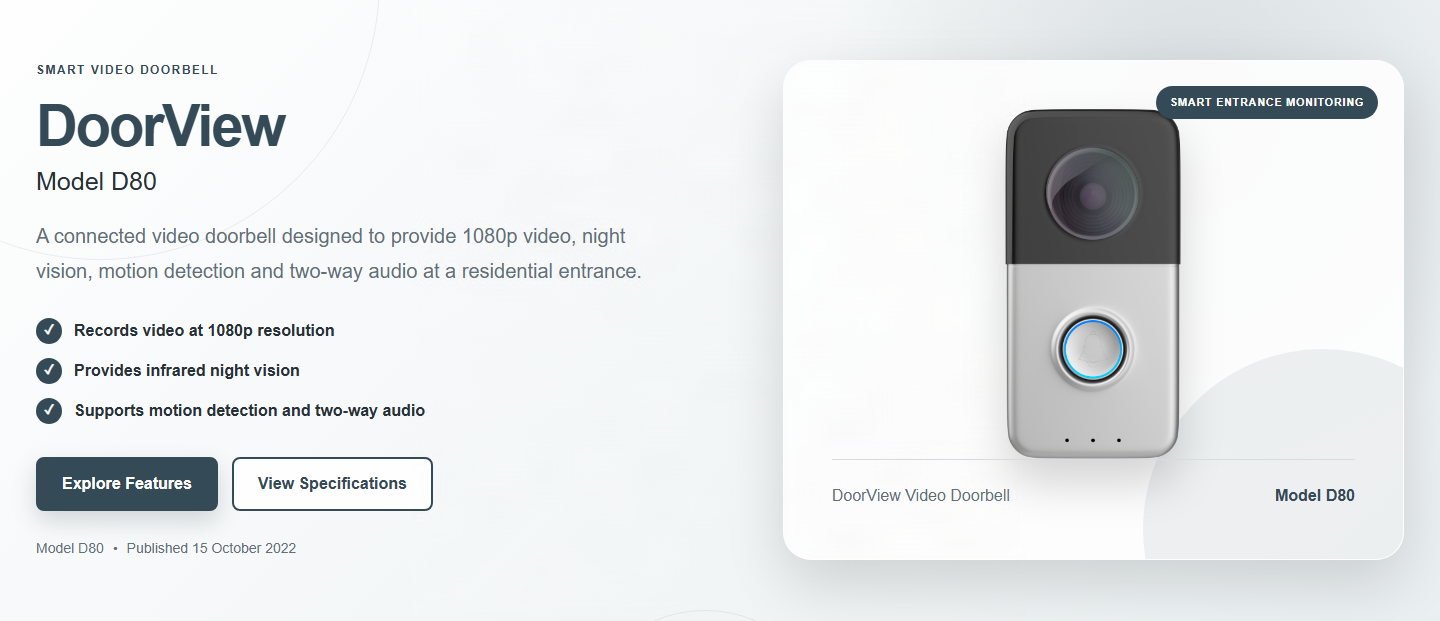 SMART VIDEO DOORBELL
DoorView
Model D80
A connected video doorbell designed to provide 1080p video, night
vision, motion detection and two-way audio at a residential entrance.
Records video at 1080p resolution
Provides infrared night vision
Supports motion detection and two-way audio
Explore Features
View Specifications
Model D80 • Published 15 October 2022
SMART ENTRANCE MONITORING
DoorView Video Doorbell
Model D80